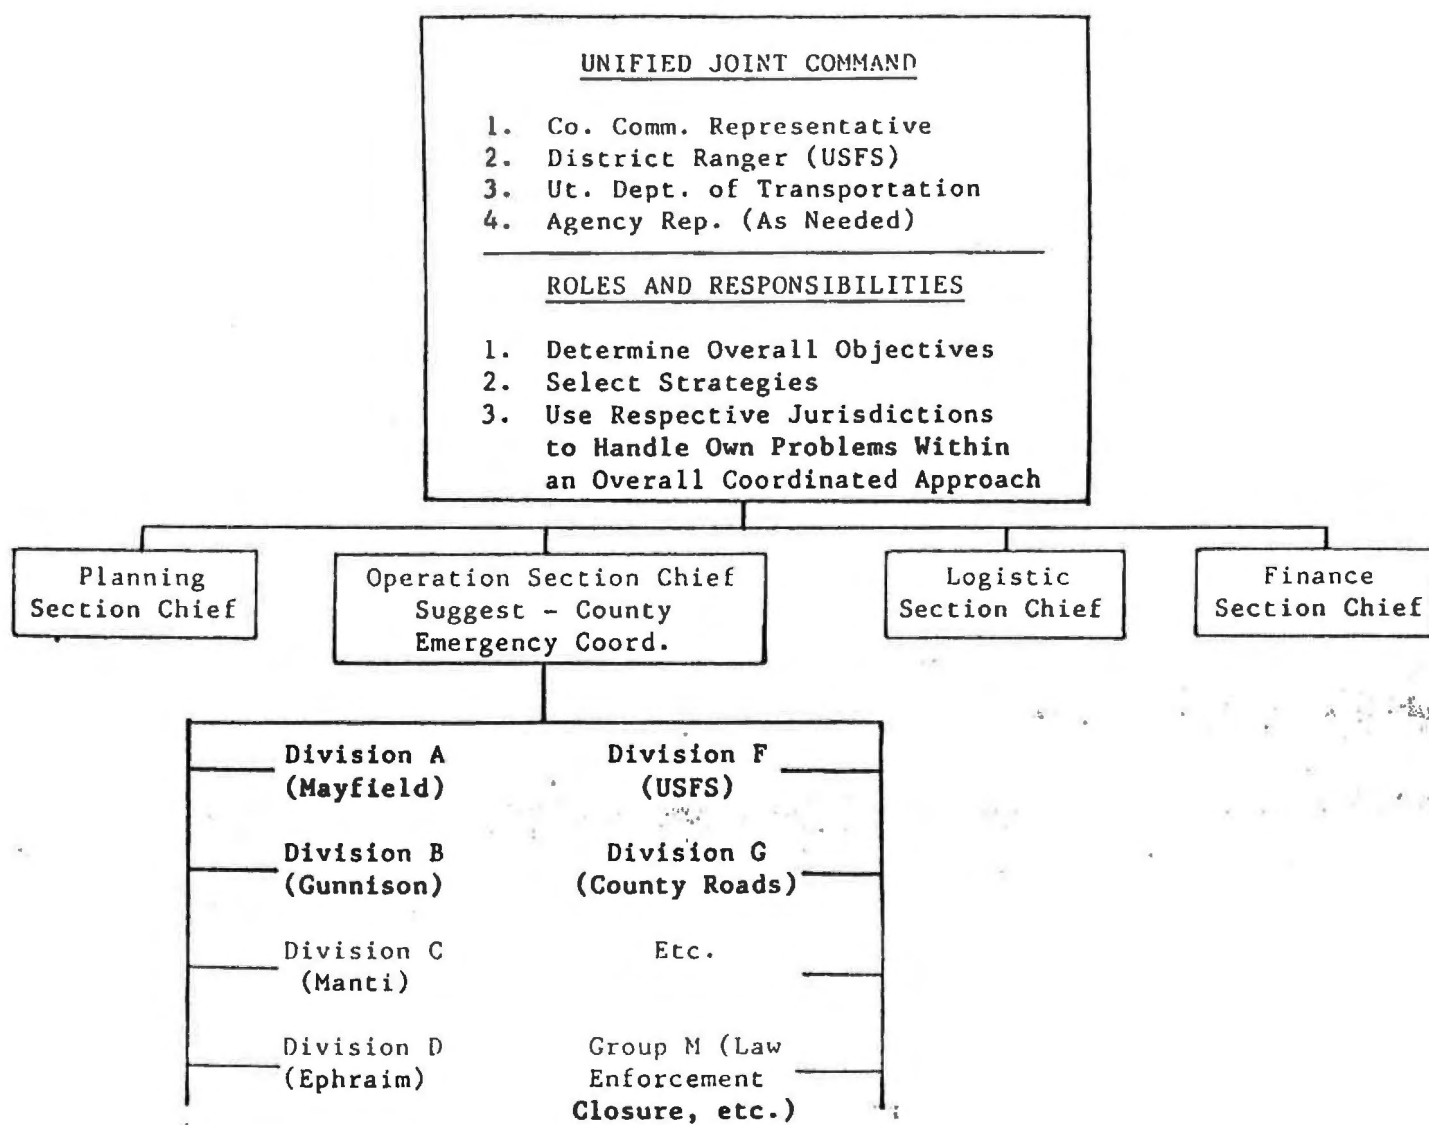 UNIFIED JOINT COMMAND
1. Co. Comm. Representative
2. District Ranger (USFS)
3. Ut. Dept. of Transportation
4. Agency Rep. (As Needed)
ROLES AND RESPONSIBILITIES
1. Determine Overall Objectives
2. Select Strategies
3. Use Respective Jurisdictions
to Handle Own Problems Within
an Overall Coordinated Approach
Planning
Section Chief
Operation Section Chief
Suggest - County
Emergency Coord.
Logistic
Section Chief
Finance
Section Chief
Division A
(Mayfield)
Division B
(Gunnison)
Division C
(Manti)
Division D
(Ephraim)
Division F
(USFS)
Division G
(County Roads)
Etc.
Group M (Law
Enforcement
Closure, etc.)